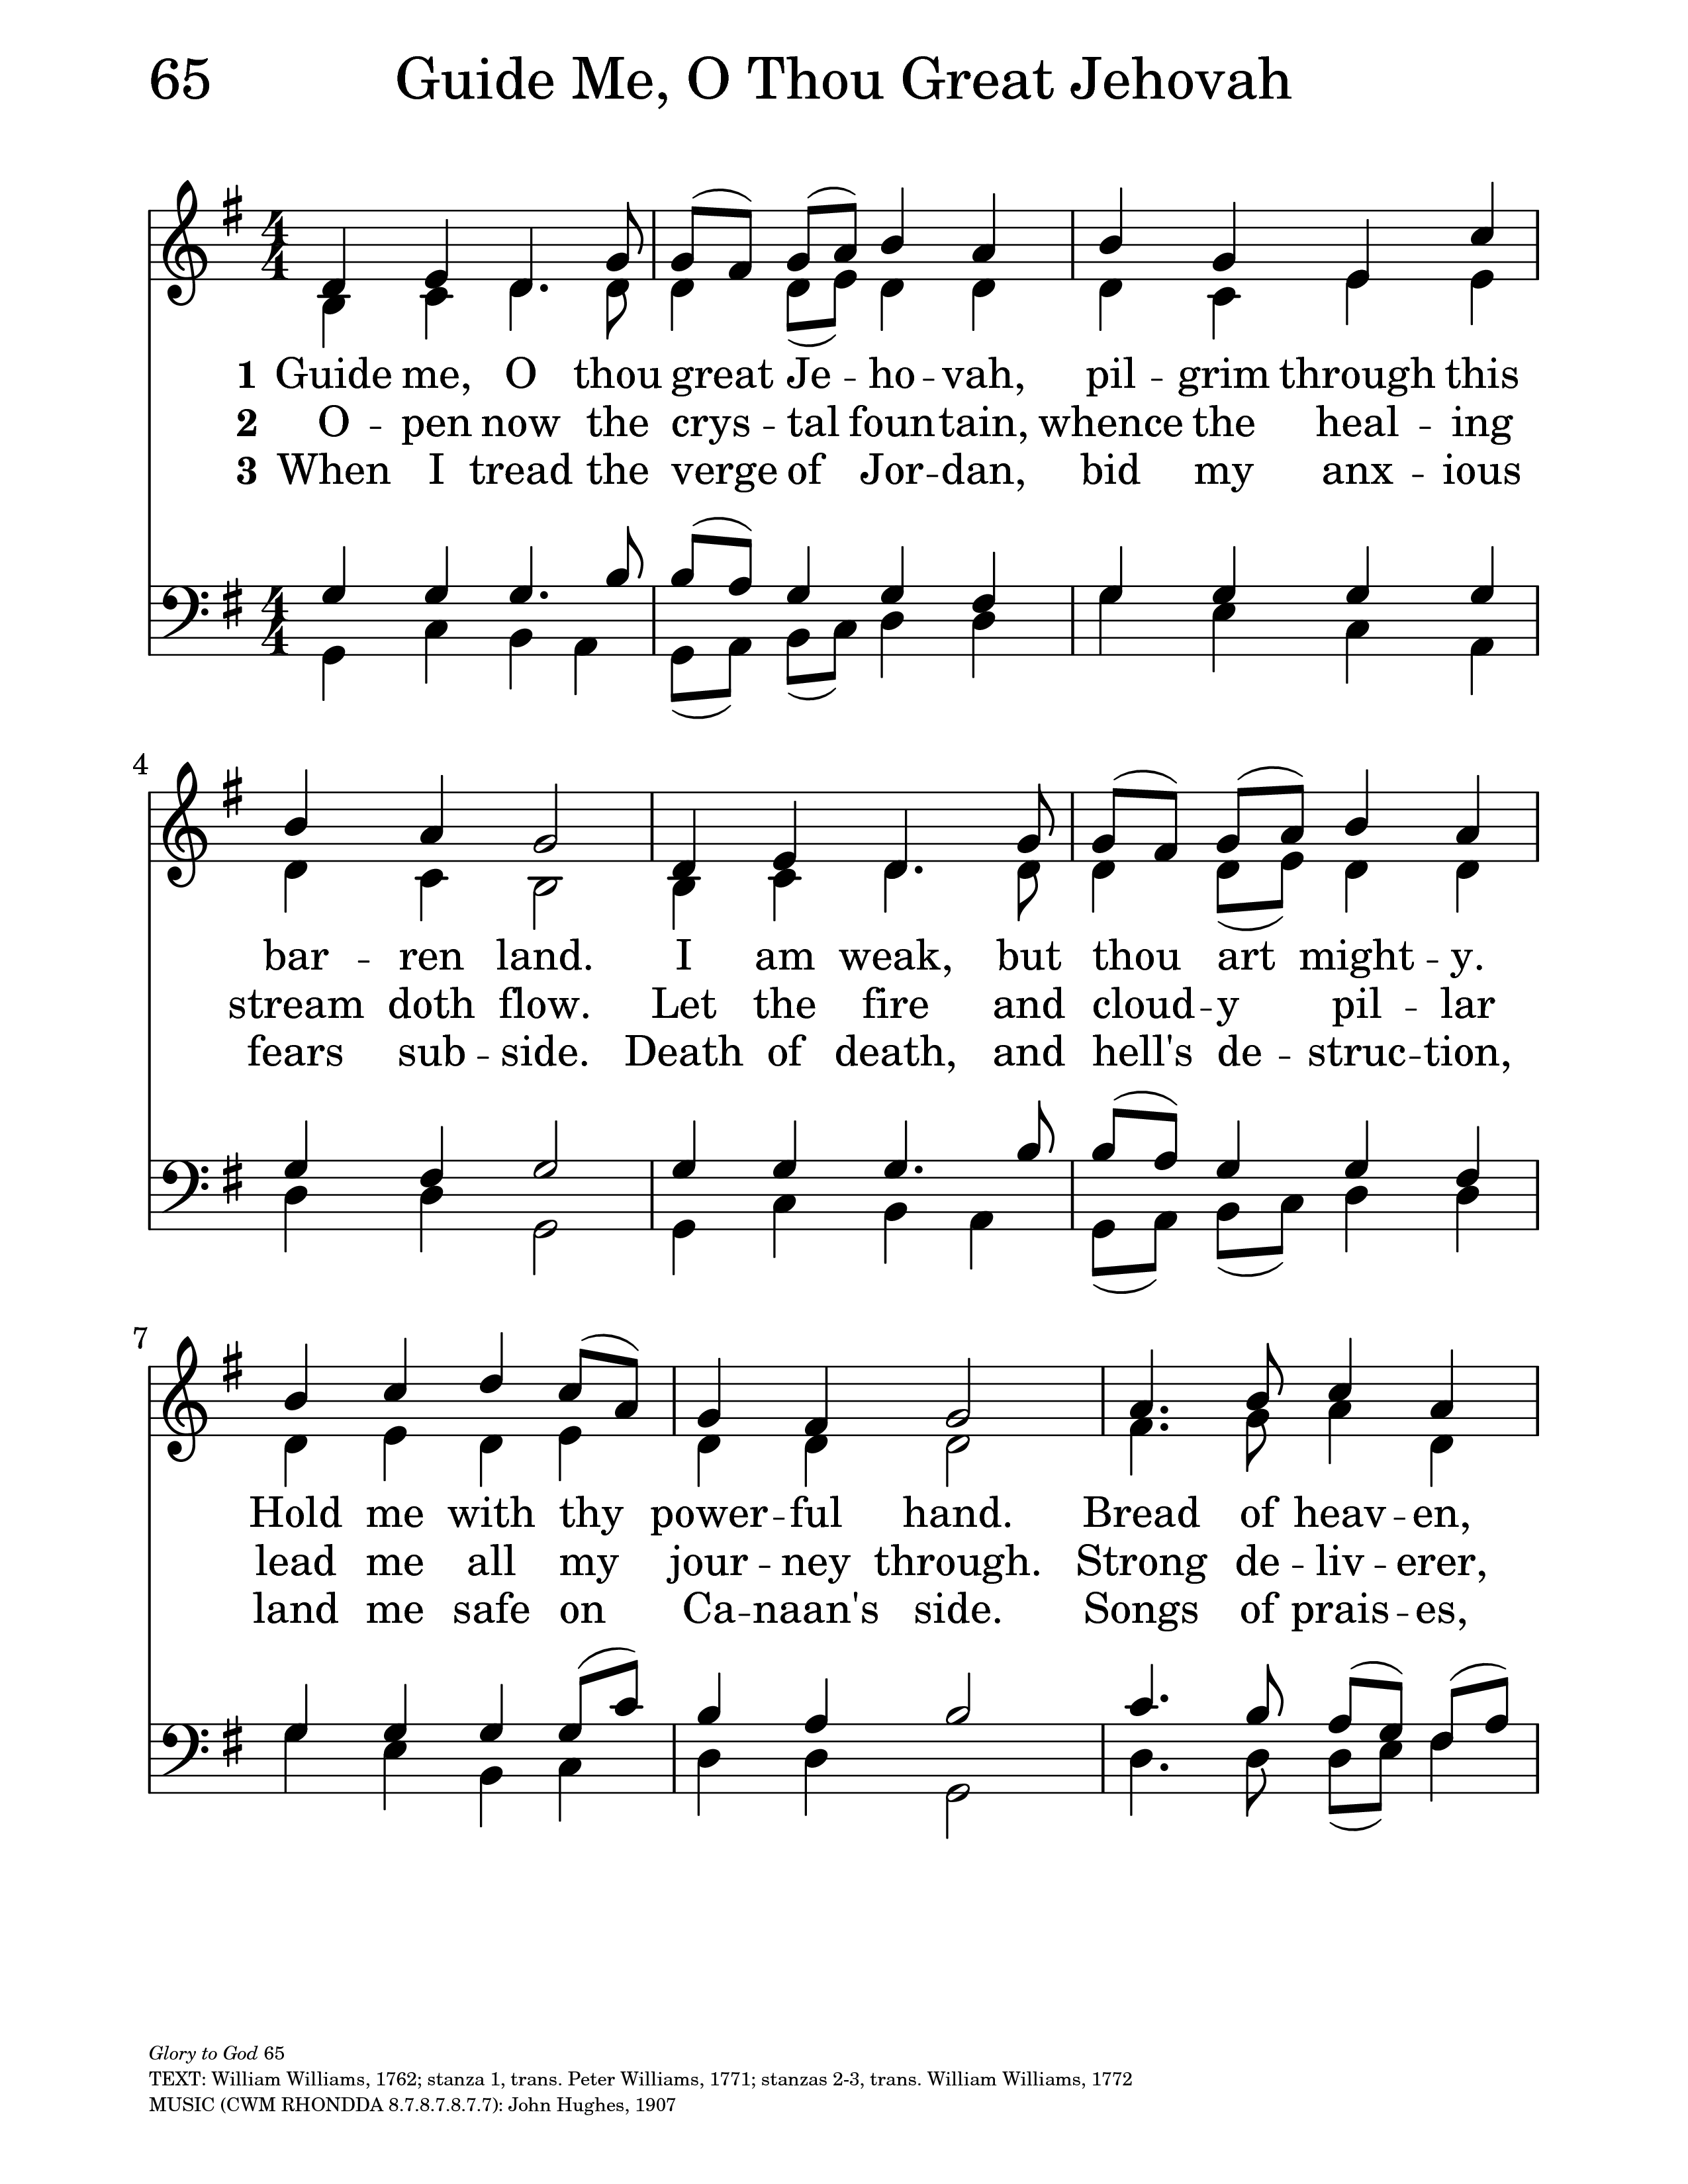 65 Guide Me, O Thou Great Jehovah
4
4
1 Guide me, O thou great Je - ho - vah, pil - grim through this
2 O - pen now the crys - tal foun - tain, whence the heal - ing
3 When I tread the verge of Jor - dan, bid my anx - ious
4
4
4
bar - ren land. I am weak, but thou art might - y.
stream doth flow. Let the fire and cloud - y pil - lar
fears sub - side. Death of death, and hell's de - struc - tion,
7
Hold me with thy power - ful hand. Bread of heav - en,
lead me all my jour - ney through. Strong de - liv - erer,
land me safe on Ca - naan's side. Songs of prais - es,
Glory to God 65
TEXT: William Williams, 1762; stanza 1, trans. Peter Williams, 1771; stanzas 2-3, trans. William Williams, 1772
MUSIC (CWM RHONDDA 8.7.8.7.8.7.7): John Hughes, 1907